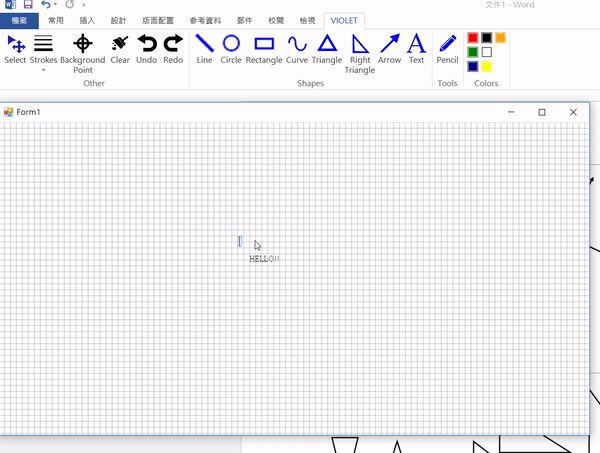 文件1 - Word
檔案 常用 插入 設計 版面配置 參考資料 郵件 校閱 檢視 VIOLET
Select Strokes Background Point Clear Undo Redo Line Circle Rectangle Curve Triangle Right Triangle Arrow Text Pencil
Other Shapes Tools Colors
Form1
HELLO!!